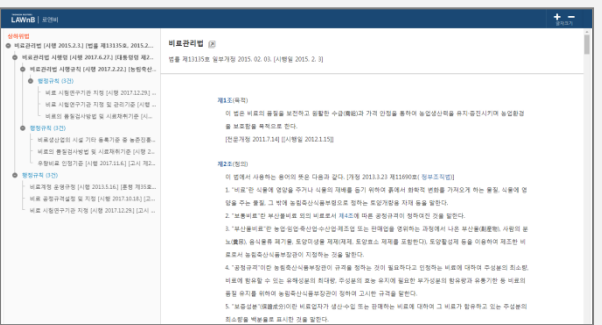 LAWnB | 로앤비
+ −
글자크기
상하위법
비료관리법 [시행 2015.2.3.] [법률 제13135호, 2015.2...
비료관리법 시행령 [시행 2017.6.27.] [대통령령 제2...
비료관리법 시행규칙 [시행 2017.2.22.] [농림축산...
행정규칙 (3건)
비료 시험연구기관 지정 [시행 2017.12.29.] ...
비료 시험연구기관 지정 및 관리기준 [시행 ...
비료의 품질검사방법 및 시료채취기준 [시...
행정규칙 (3건)
비료생산업의 시설 기타 등록기준 중 농촌진흥...
비료의 품질검사방법 및 시료채취기준 [시행 2...
우황비료 인정기준 [시행 2017.11.6.] [고시 제2...
행정규칙 (3건)
비료계정 운용규정 [시행 2013.5.16.] [훈령 제35호...
비료 공정규격설정 및 지정 [시행 2017.10.18.] [고...
비료 시험연구기관 지정 [시행 2017.12.29.] [고시 ...
비료관리법
법률 제13135호 일부개정 2015. 02. 03. [시행일 2015. 2. 3]
제1조(목적)
이 법은 비료의 품질을 보전하고 원활한 수급(需給)과 가격 안정을 통하여 농업생산력을 유지·증진시키며 농업환경
을 보호함을 목적으로 한다.
[전문개정 2011.7.14] [[시행일 2012.1.15]]
제2조(정의)
이 법에서 사용하는 용어의 뜻은 다음과 같다. [개정 2013.3.23 제11690호( 정부조직법)]
1. "비료"란 식물에 영양을 주거나 식물의 재배를 돕기 위하여 흙에서 화학적 변화를 가져오게 하는 물질, 식물에 영
양을 주는 물질, 그 밖에 농림축산식품부령으로 정하는 토양개량용 자재 등을 말한다.
2. "보통비료"란 부산물비료 외의 비료로서 제4조에 따른 공정규격이 정하여진 것을 말한다.
3. "부산물비료"란 농업·임업·축산업·수산업·제조업 또는 판매업을 영위하는 과정에서 나온 부산물(副産物), 사람의 분
뇨(糞尿), 음식물류 폐기물, 토양미생물 제제(제제, 토양효소 제제를 포함한다), 토양활성제 등을 이용하여 제조한 비
료로서 농림축산식품부장관이 지정하는 것을 말한다.
4. "공정규격"이란 농림축산식품부장관이 규격을 정하는 것이 필요하다고 인정하는 비료에 대하여 주성분의 최소량,
비료에 함유할 수 있는 유해성분의 최대량, 주성분의 효능 유지에 필요한 부가성분의 함유량과 유통기한 등 비료의
품질 유지를 위하여 농림축산식품부장관이 정하여 고시한 규격을 말한다.
5. "보증성분"(保證成分)이란 비료업자가 생산·수입 또는 판매하는 비료에 대하여 그 비료가 함유하고 있는 주성분의
최소량을 백분율로 표시한 것을 말한다.